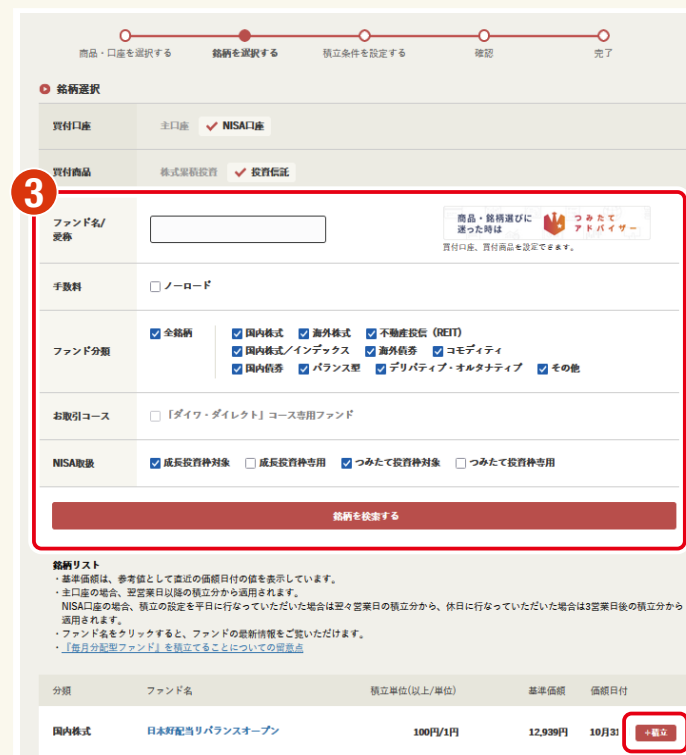 商品・口座を選択する 銘柄を選択する 積立条件を設定する 確認 完了
銘柄選択
買付口座 主口座 NISA口座
買付商品 株式累積投資 投資信託
3
ファンド名/
愛称
商品・銘柄選びに
迷った時は
つみたて
アドバイザー
買付口座、買付商品を設定できます。
手数料 ノーロード
ファンド分類
全銘柄 国内株式 海外株式 不動産投信（REIT）
国内株式／インデックス 海外債券 コモディティ
国内債券 バランス型 デリバティブ・オルタナティブ その他
お取引コース 「ダイワ・ダイレクト」コース専用ファンド
NISA取扱 成長投資枠対象 成長投資枠専用 つみたて投資枠対象 つみたて投資枠専用
銘柄を検索する
銘柄リスト
・基準価額は、参考値として直近の価額日付の値を表示しています。
・主口座の場合、翌営業日以降の積立分から適用されます。
NISA口座の場合、積立の設定を平日に行なっていただいた場合は翌々営業日の積立分から、休日に行なっていただいた場合は3営業日後の積立分から
適用されます。
・ファンド名をクリックすると、ファンドの最新情報をご覧いただけます。
・『毎月分配型ファンド』を積立てることについての留意点
分類 ファンド名 積立単位(以上/単位) 基準価額 価額日付
国内株式 日本好配当リバランスオープン 100円/1円 12,939円 10月31 +積立